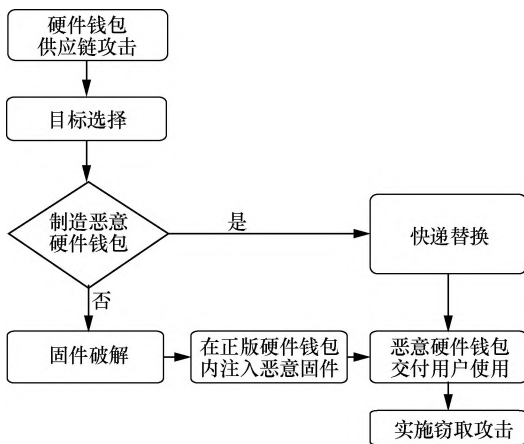 硬件钱包
供应链攻击
目标选择
制造恶意
硬件钱包
是
快递替换
否
固件破解
在正版硬件钱包
内注入恶意固件
恶意硬件钱包
交付用户使用
实施窃取攻击